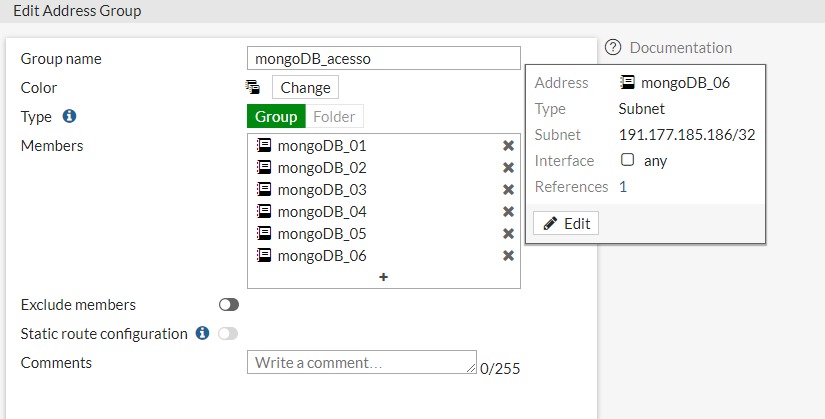 Edit Address Group
Group name mongoDB_acesso
Color Change
Type Group Folder
Members mongoDB_01
mongoDB_02
mongoDB_03
mongoDB_04
mongoDB_05
mongoDB_06
+
Exclude members
Static route configuration
Comments Write a comment... 0/255
Documentation
Address mongoDB_06
Type Subnet
Subnet 191.177.185.186/32
Interface any
References 1
Edit